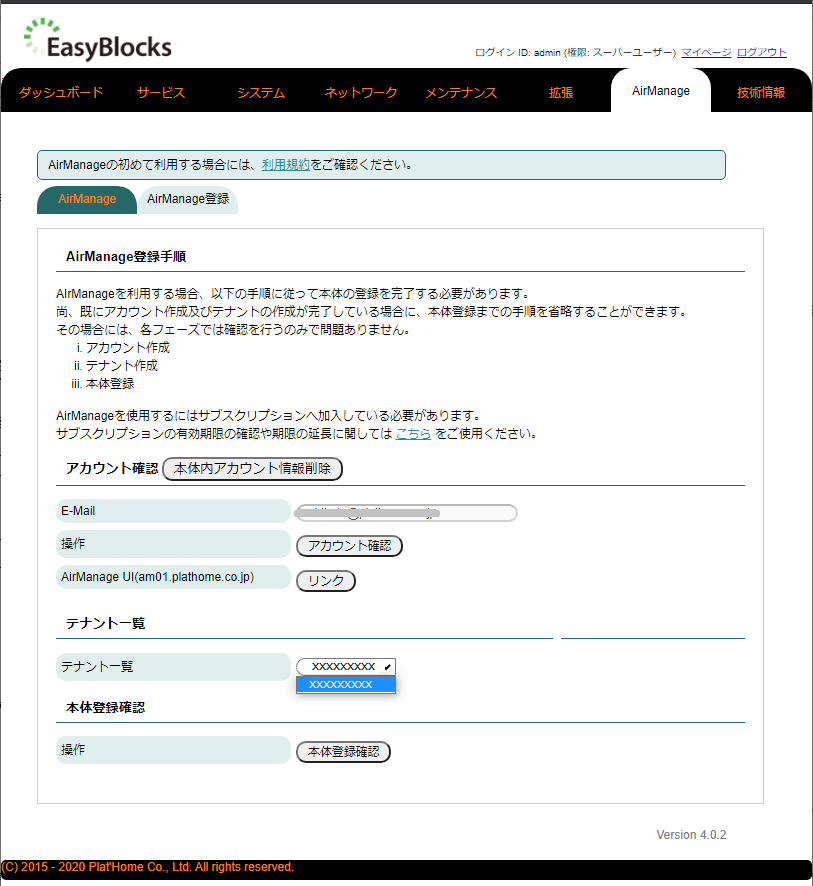 EasyBlocks
ログイン ID: admin (権限: スーパーユーザー) マイページ ログアウト
ダッシュボード サービス システム ネットワーク メンテナンス 拡張 AirManage 技術情報
AirManageの初めて利用する場合には、利用規約をご確認ください。
AirManage AirManage登録
AirManage登録手順
AIrManageを利用する場合、以下の手順に従って本体の登録を完了する必要があります。
尚、既にアカウント作成及びテナントの作成が完了している場合に、本体登録までの手順を省略することができます。
その場合には、各フェーズでは確認を行うのみで問題ありません。
i. アカウント作成
ii. テナント作成
iii. 本体登録
AirManageを使用するにはサブスクリプションへ加入している必要があります。
サブスクリプションの有効期限の確認や期限の延長に関しては こちら をご使用ください。
アカウント確認 本体内アカウント情報削除
E-Mail
操作 アカウント確認
AirManage UI(am01.plathome.co.jp) リンク
テナント一覧
テナント一覧 XXXXXXXXX
XXXXXXXXX
本体登録確認
操作 本体登録確認
Version 4.0.2
(C) 2015 - 2020 Plat'Home Co., Ltd. All rights reserved.